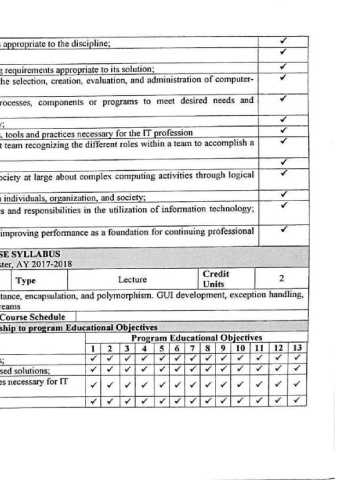 appropriate to the discipline; ✓
✓
requirements appropriate to its solution; ✓
the selection, creation, evaluation, and administration of computer- ✓
rocesses, components or programs to meet desired needs and ✓
✓
, tools and practices necessary for the IT profession ✓
t team recognizing the different roles within a team to accomplish a ✓
✓
ociety at large about complex computing activities through logical ✓
individuals, organization, and society; ✓
s and responsibilities in the utilization of information technology; ✓
improving performance as a foundation for continuing professional ✓
SE SYLLABUS
ster, AY 2017-2018
Type Lecture Credit Units 2
tance, encapsulation, and polymorphism. GUI development, exception handling,
reams
Course Schedule
ship to program Educational Objectives
Program Educational Objectives
1 2 3 4 5 6 7 8 9 10 11 12 13
s; ✓ ✓ ✓ ✓ ✓ ✓ ✓ ✓ ✓ ✓ ✓ ✓ ✓
sed solutions; ✓ ✓ ✓ ✓ ✓ ✓ ✓ ✓ ✓ ✓ ✓ ✓ ✓
es necessary for IT ✓ ✓ ✓ ✓ ✓ ✓ ✓ ✓ ✓ ✓ ✓ ✓ ✓
✓ ✓ ✓ ✓ ✓ ✓ ✓ ✓ ✓ ✓ ✓ ✓ ✓